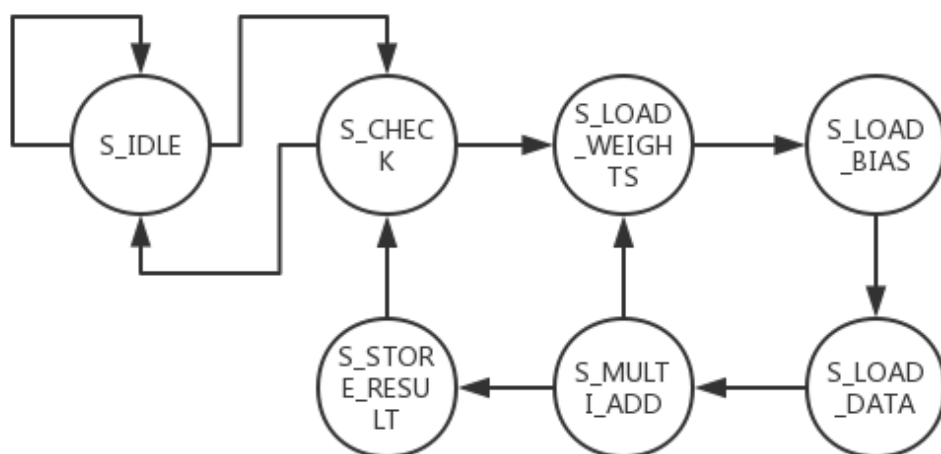 S_IDLE
S_CHEC
K
S_LOAD
_WEIGH
TS
S_LOAD
_BIAS
S_STOR
E_RESU
LT
S_MULT
I_ADD
S_LOAD
_DATA